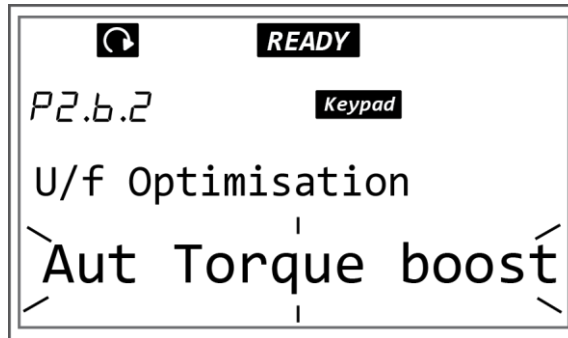 READY
P2.6.2
Keypad
U/f Optimisation
Aut Torque boost